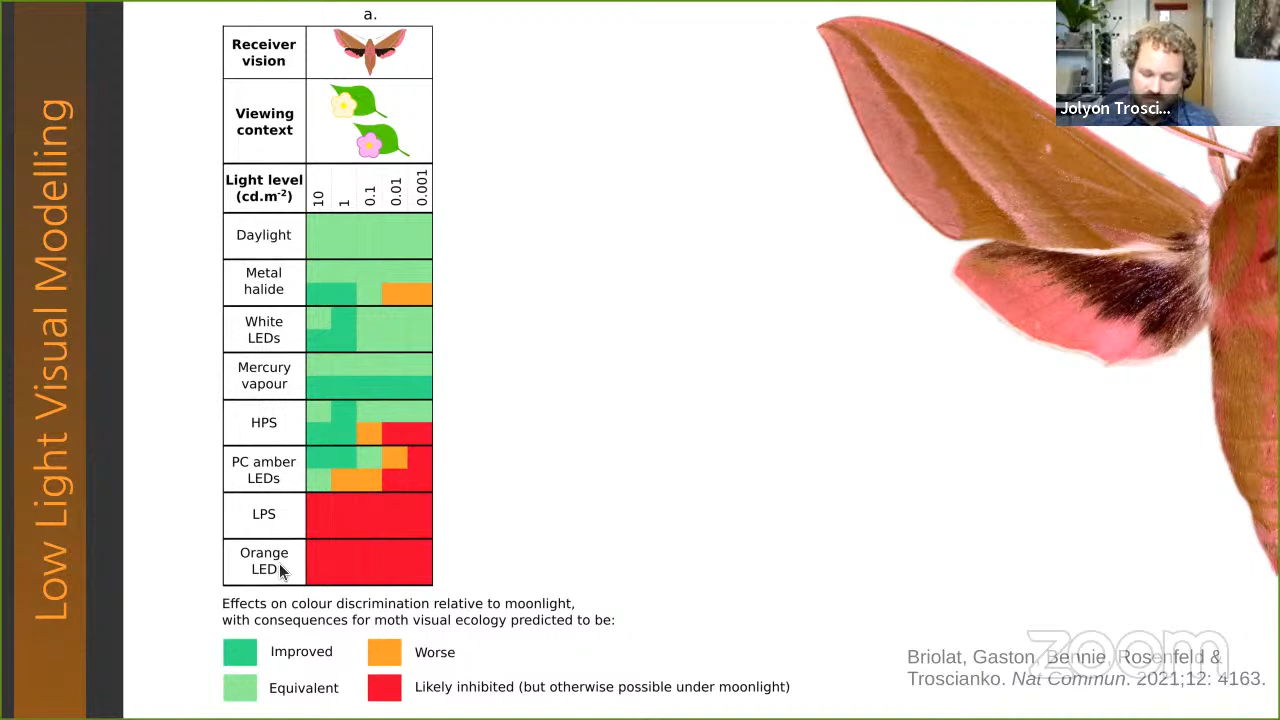 Low Light Visual Modelling
a.
Receiver
vision
Viewing
context
Light level
(cd.m⁻²)
10
1
0.1
0.01
0.001
Daylight
Metal
halide
White
LEDs
Mercury
vapour
HPS
PC amber
LEDs
LPS
Orange
LED
Effects on colour discrimination relative to moonlight,
with consequences for moth visual ecology predicted to be:
Improved
Worse
Equivalent
Likely inhibited (but otherwise possible under moonlight)
Jolyon Trosci...
Briolat, Gaston, Bennie, Rosenfeld &
Troscianko. Nat Commun. 2021;12: 4163.
zoom